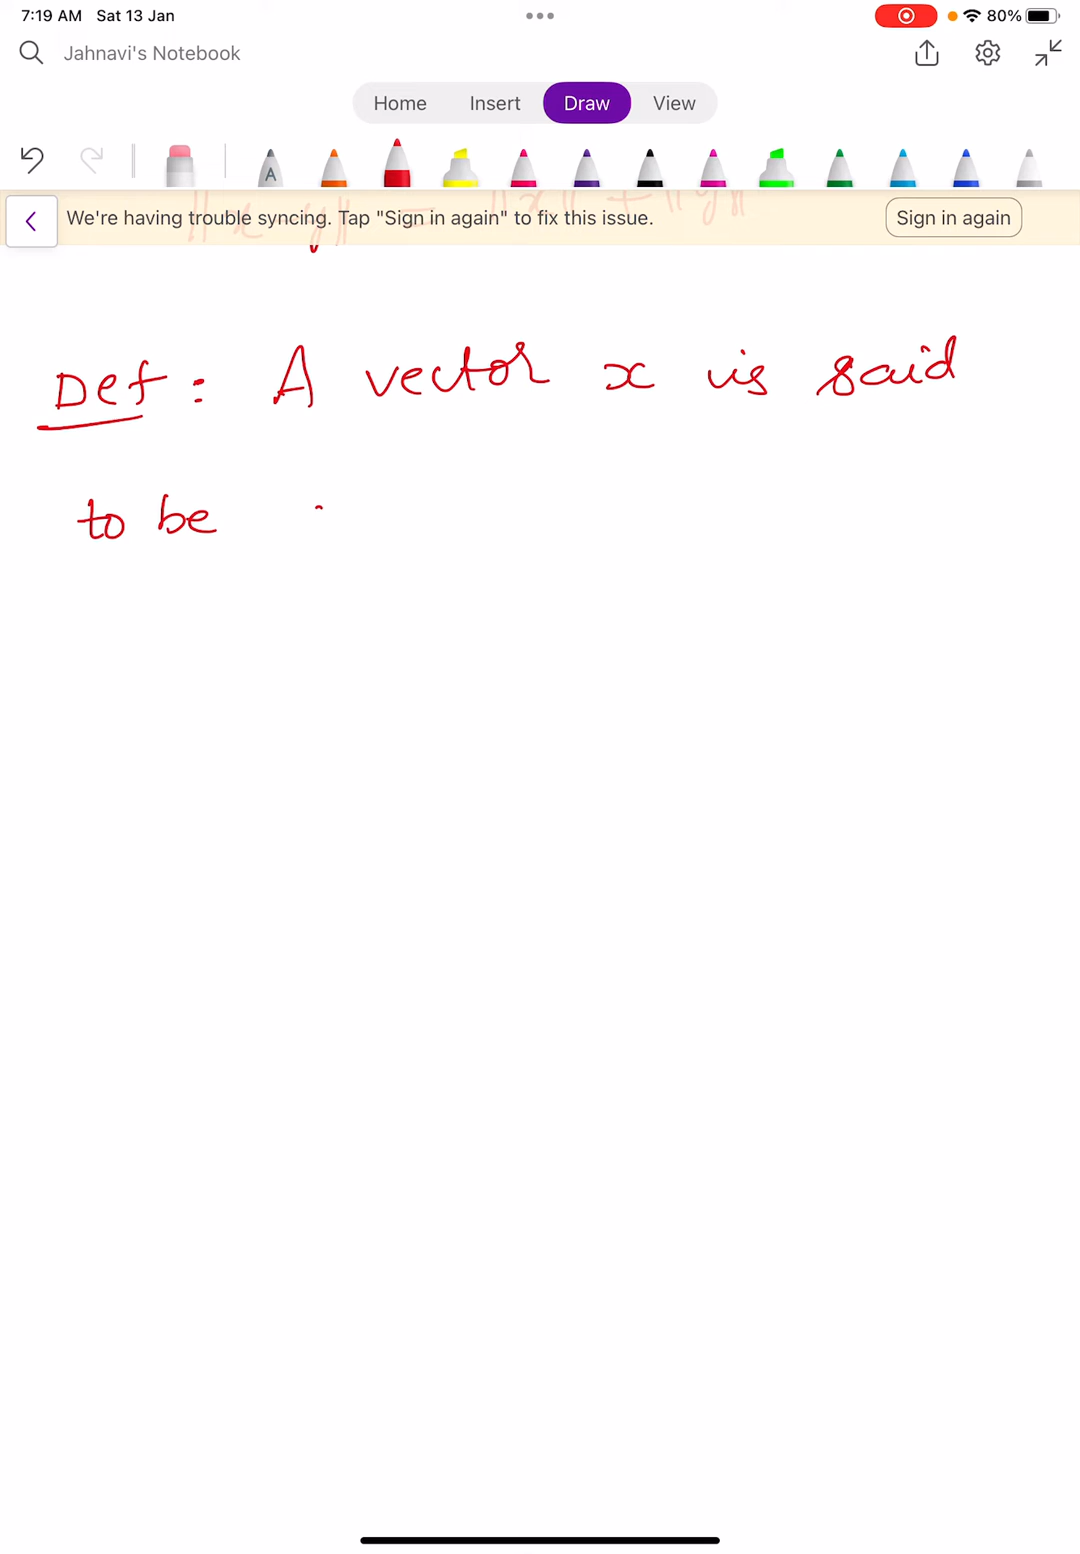 7:19 AM Sat 13 Jan
80%
Jahnavi's Notebook
Home Insert Draw View
A
We're having trouble syncing. Tap "Sign in again" to fix this issue.
Sign in again
Def : A vector x is said
to be